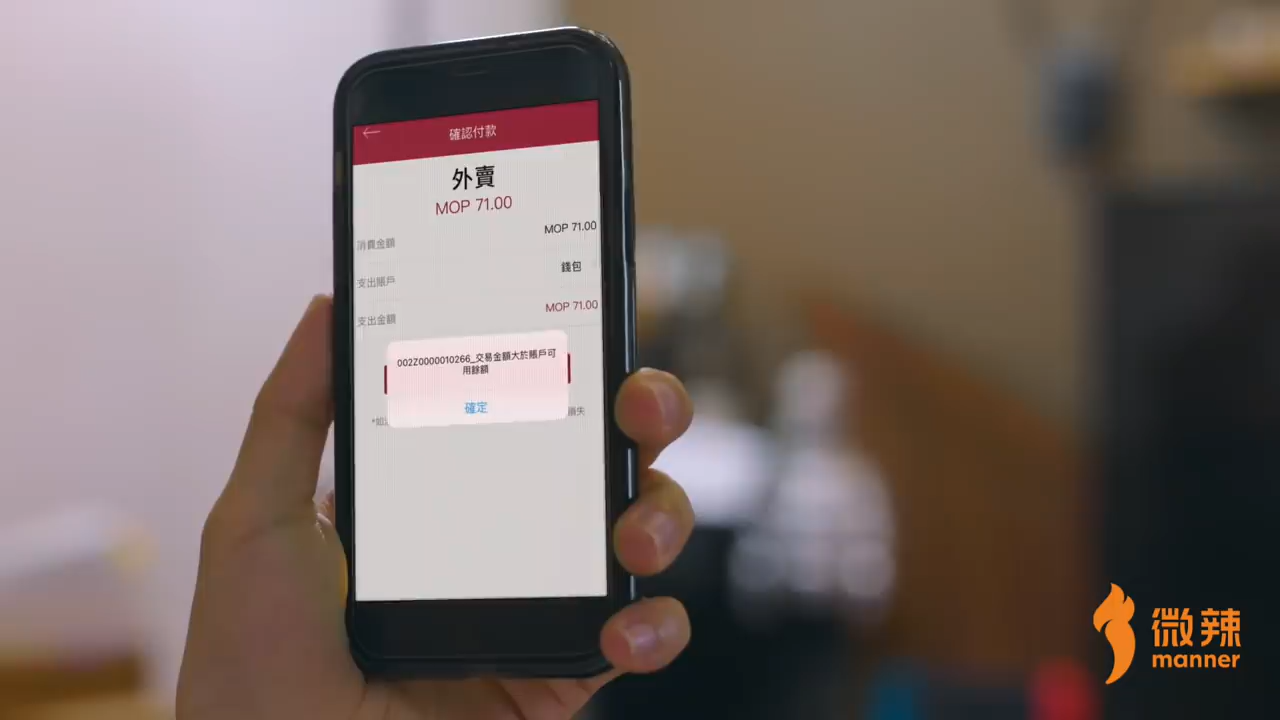 確認付款
外賣
MOP 71.00
消費金額 MOP 71.00
支出賬戶 錢包
支出金額 MOP 71.00
002Z0000010266_交易金額大於賬戶可
用餘額
確定
*如 損失
微辣
manner